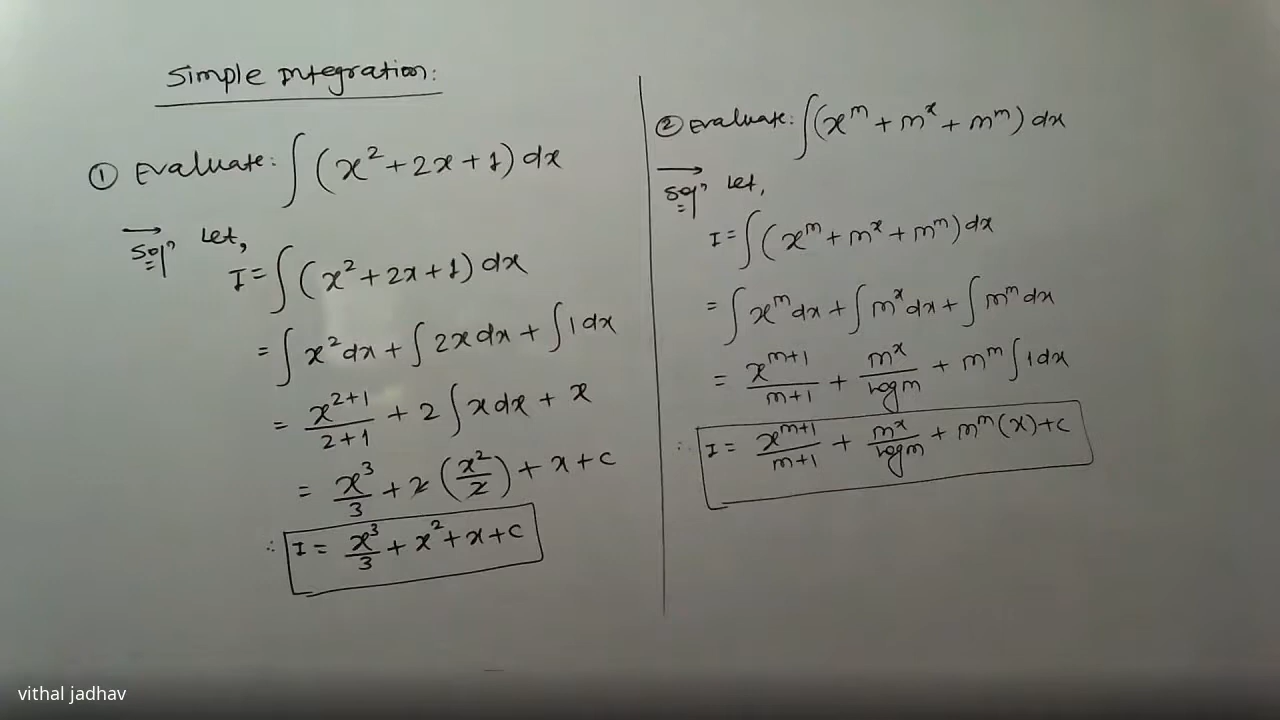 Simple Integration:
① Evaluate: ∫(x² + 2x + 1) dx
Solⁿ Let,
I = ∫(x² + 2x + 1) dx
= ∫x² dx + ∫2x dx + ∫1 dx
= x^(2+1)/(2+1) + 2∫x dx + x
= x³/3 + 2(x²/2) + x + c
∴ I = x³/3 + x² + x + c
② Evaluate: ∫(x^m + m^x + m^m) dx
Solⁿ Let,
I = ∫(x^m + m^x + m^m) dx
= ∫x^m dx + ∫m^x dx + ∫m^m dx
= x^(m+1)/(m+1) + m^x/log m + m^m ∫1 dx
∴ I = x^(m+1)/(m+1) + m^x/log m + m^m (x) + c
vithal jadhav